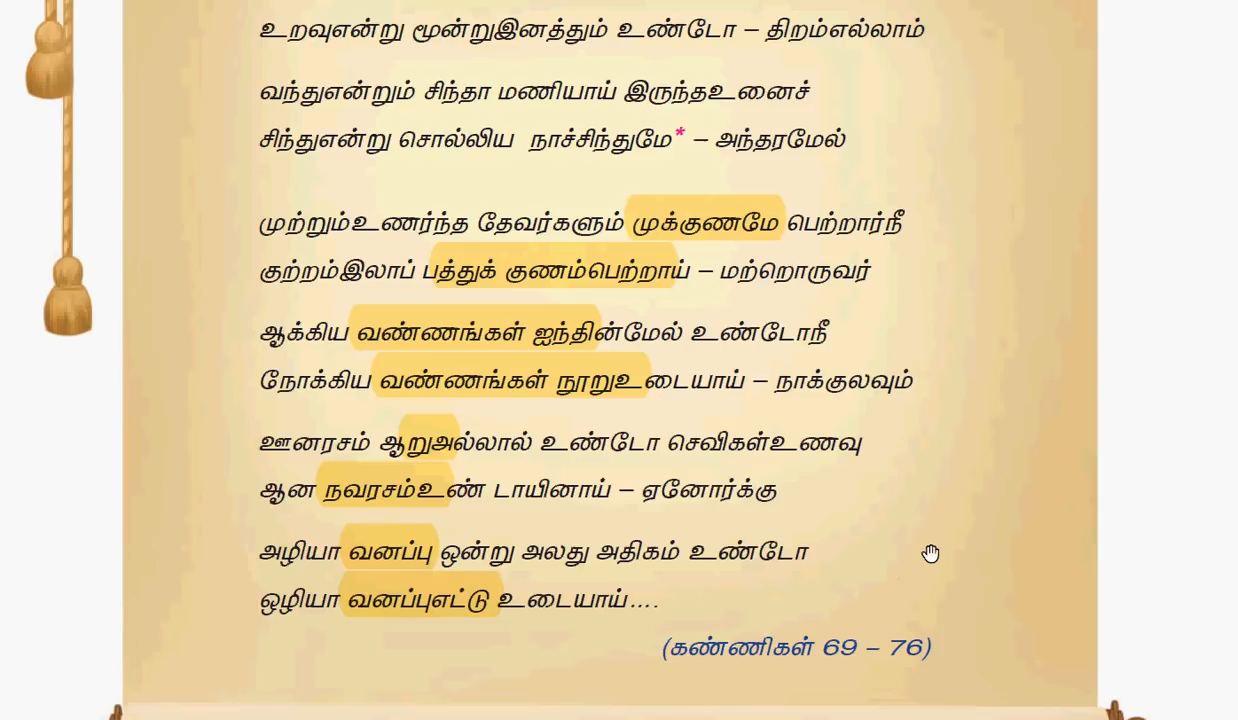 உறவுஎன்று மூன்றுஇனத்தும் உண்டோ – திறம்எல்லாம்
வந்துஎன்றும் சிந்தா மணியாய் இருந்தஉனைச்
சிந்துஎன்று சொல்லிய நாச்சிந்துமே* – அந்தரமேல்
முற்றும்உணர்ந்த தேவர்களும் முக்குணமே பெற்றார்நீ
குற்றம்இலாப் பத்துக் குணம்பெற்றாய் – மற்றொருவர்
ஆக்கிய வண்ணங்கள் ஐந்தின்மேல் உண்டோநீ
நோக்கிய வண்ணங்கள் நூறுஉடையாய் – நாக்குலவும்
ஊனரசம் ஆறுஅல்லால் உண்டோ செவிகள்உணவு
ஆன நவரசம்உண் டாயினாய் – ஏனோர்க்கு
அழியா வனப்பு ஒன்று அலது அதிகம் உண்டோ
ஒழியா வனப்புஎட்டு உடையாய்....
(கண்ணிகள் 69 – 76)